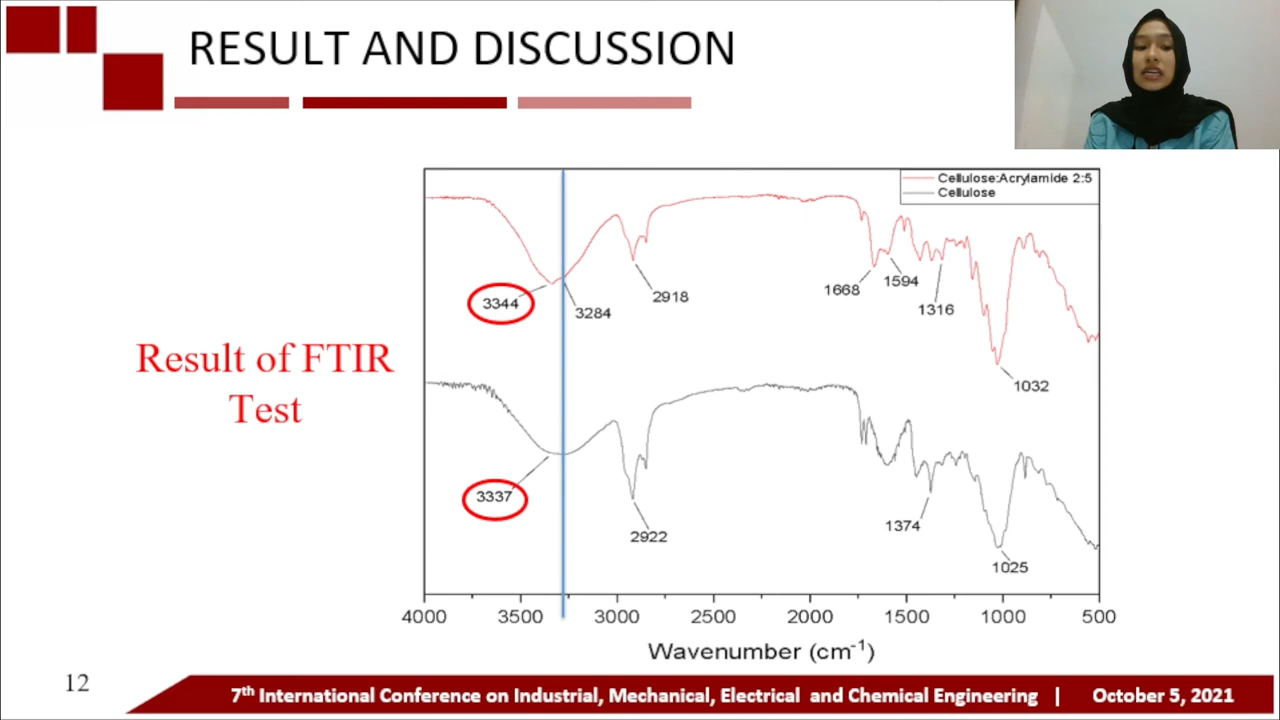 RESULT AND DISCUSSION
Cellulose:Acrylamide 2:5
Cellulose
3344
3284
2918
1668
1594
1316
1032
Result of FTIR
Test
3337
2922
1374
1025
4000 3500 3000 2500 2000 1500 1000 500
Wavenumber (cm⁻¹)
12
7th International Conference on Industrial, Mechanical, Electrical and Chemical Engineering | October 5, 2021